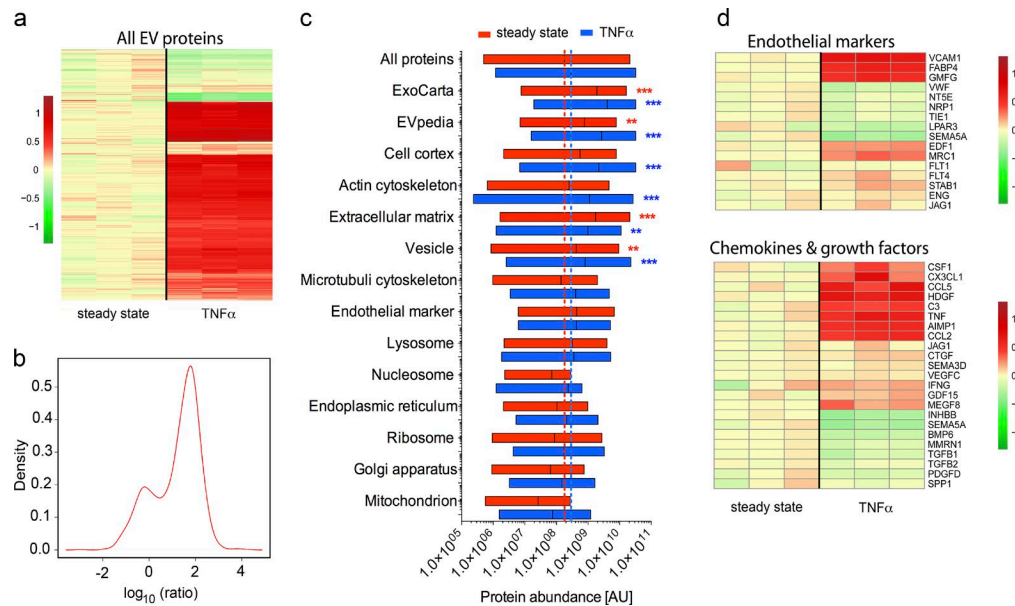 a
All EV proteins
1
0.5
0
−0.5
−1
steady state
TNFα
b
Density
0.5
0.4
0.3
0.2
0.1
0.0
-2
0
2
4
log10 (ratio)
c
steady state
TNFα
All proteins
ExoCarta
***
***
EVpedia
**
***
Cell cortex
***
Actin cytoskeleton
***
Extracellular matrix
***
**
Vesicle
**
***
Microtubuli cytoskeleton
Endothelial marker
Lysosome
Nucleosome
Endoplasmic reticulum
Ribosome
Golgi apparatus
Mitochondrion
1.0×10^05
1.0×10^06
1.0×10^07
1.0×10^08
1.0×10^09
1.0×10^10
1.0×10^11
Protein abundance [AU]
d
Endothelial markers
VCAM1
FABP4
GMFG
VWF
NT5E
NRP1
TIE1
LPAR3
SEMA5A
EDF1
MRC1
FLT1
FLT4
STAB1
ENG
JAG1
1
0
Chemokines & growth factors
CSF1
CX3CL1
CCL5
HDGF
C3
TNF
AIMP1
CCL2
JAG1
CTGF
SEMA3D
VEGFC
IFNG
GDF15
MEGF8
INHBB
SEMA5A
BMP6
MMRN1
TGFB1
TGFB2
PDGFD
SPP1
1
0
steady state
TNFα